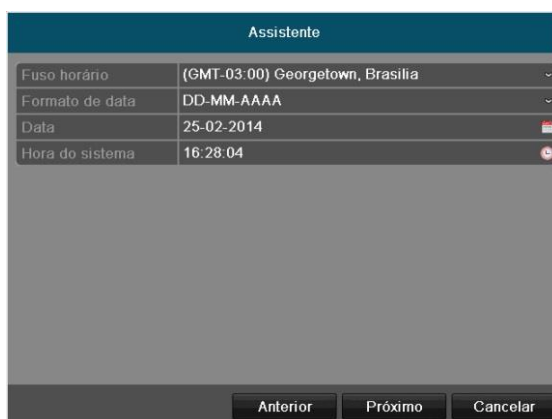 Assistente
Fuso horário (GMT-03:00) Georgetown, Brasilia
Formato de data DD-MM-AAAA
Data 25-02-2014
Hora do sistema 16:28:04
Anterior Próximo Cancelar